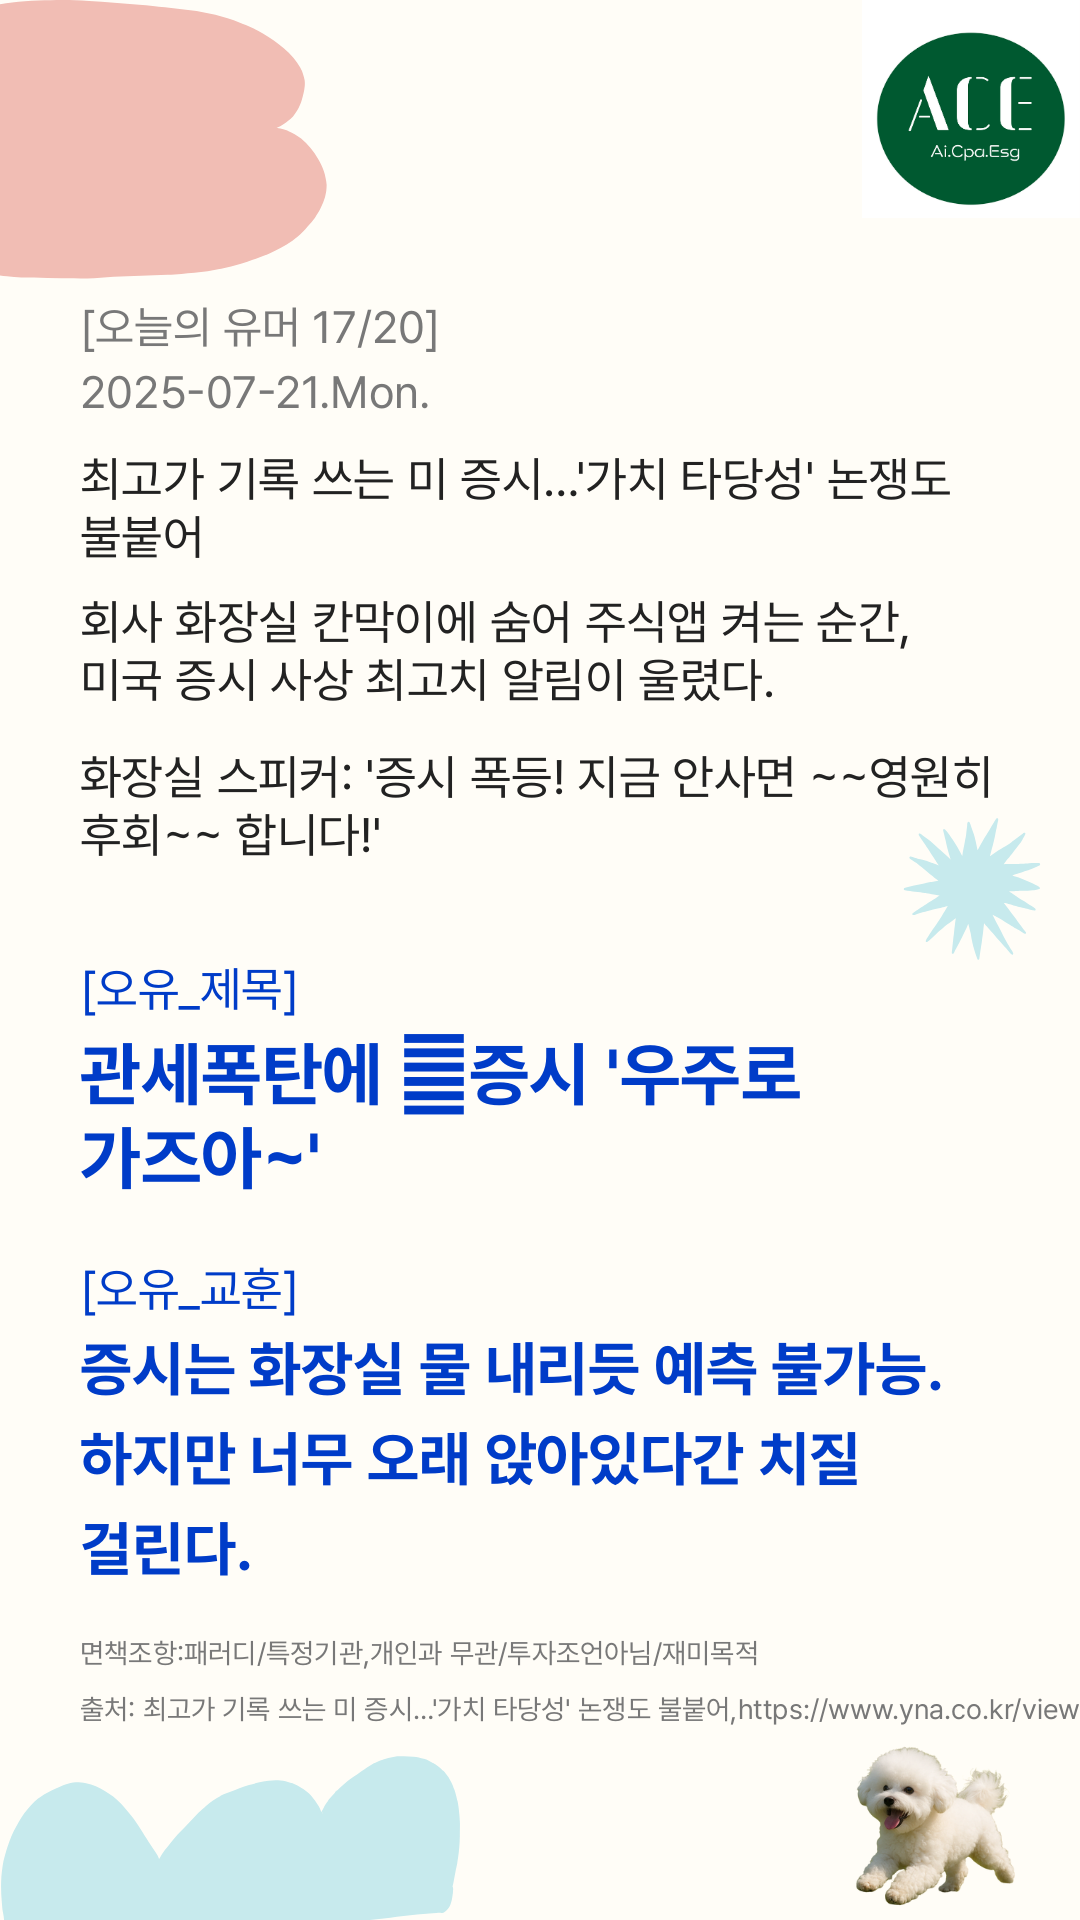 ACE
Ai.Cpa.Esg
[오늘의 유머 17/20]
2025-07-21.Mon.
최고가 기록 쓰는 미 증시...'가치 타당성' 논쟁도
불붙어
회사 화장실 칸막이에 숨어 주식앱 켜는 순간,
미국 증시 사상 최고치 알림이 울렸다.
화장실 스피커: '증시 폭등! 지금 안사면 ~~영원히
후회~~ 합니다!'
[오유_제목]
관세폭탄에 증시 '우주로
가즈아~'
[오유_교훈]
증시는 화장실 물 내리듯 예측 불가능.
하지만 너무 오래 앉아있다간 치질
걸린다.
면책조항:패러디/특정기관,개인과 무관/투자조언아님/재미목적
출처: 최고가 기록 쓰는 미 증시...'가치 타당성' 논쟁도 불붙어,https://www.yna.co.kr/view